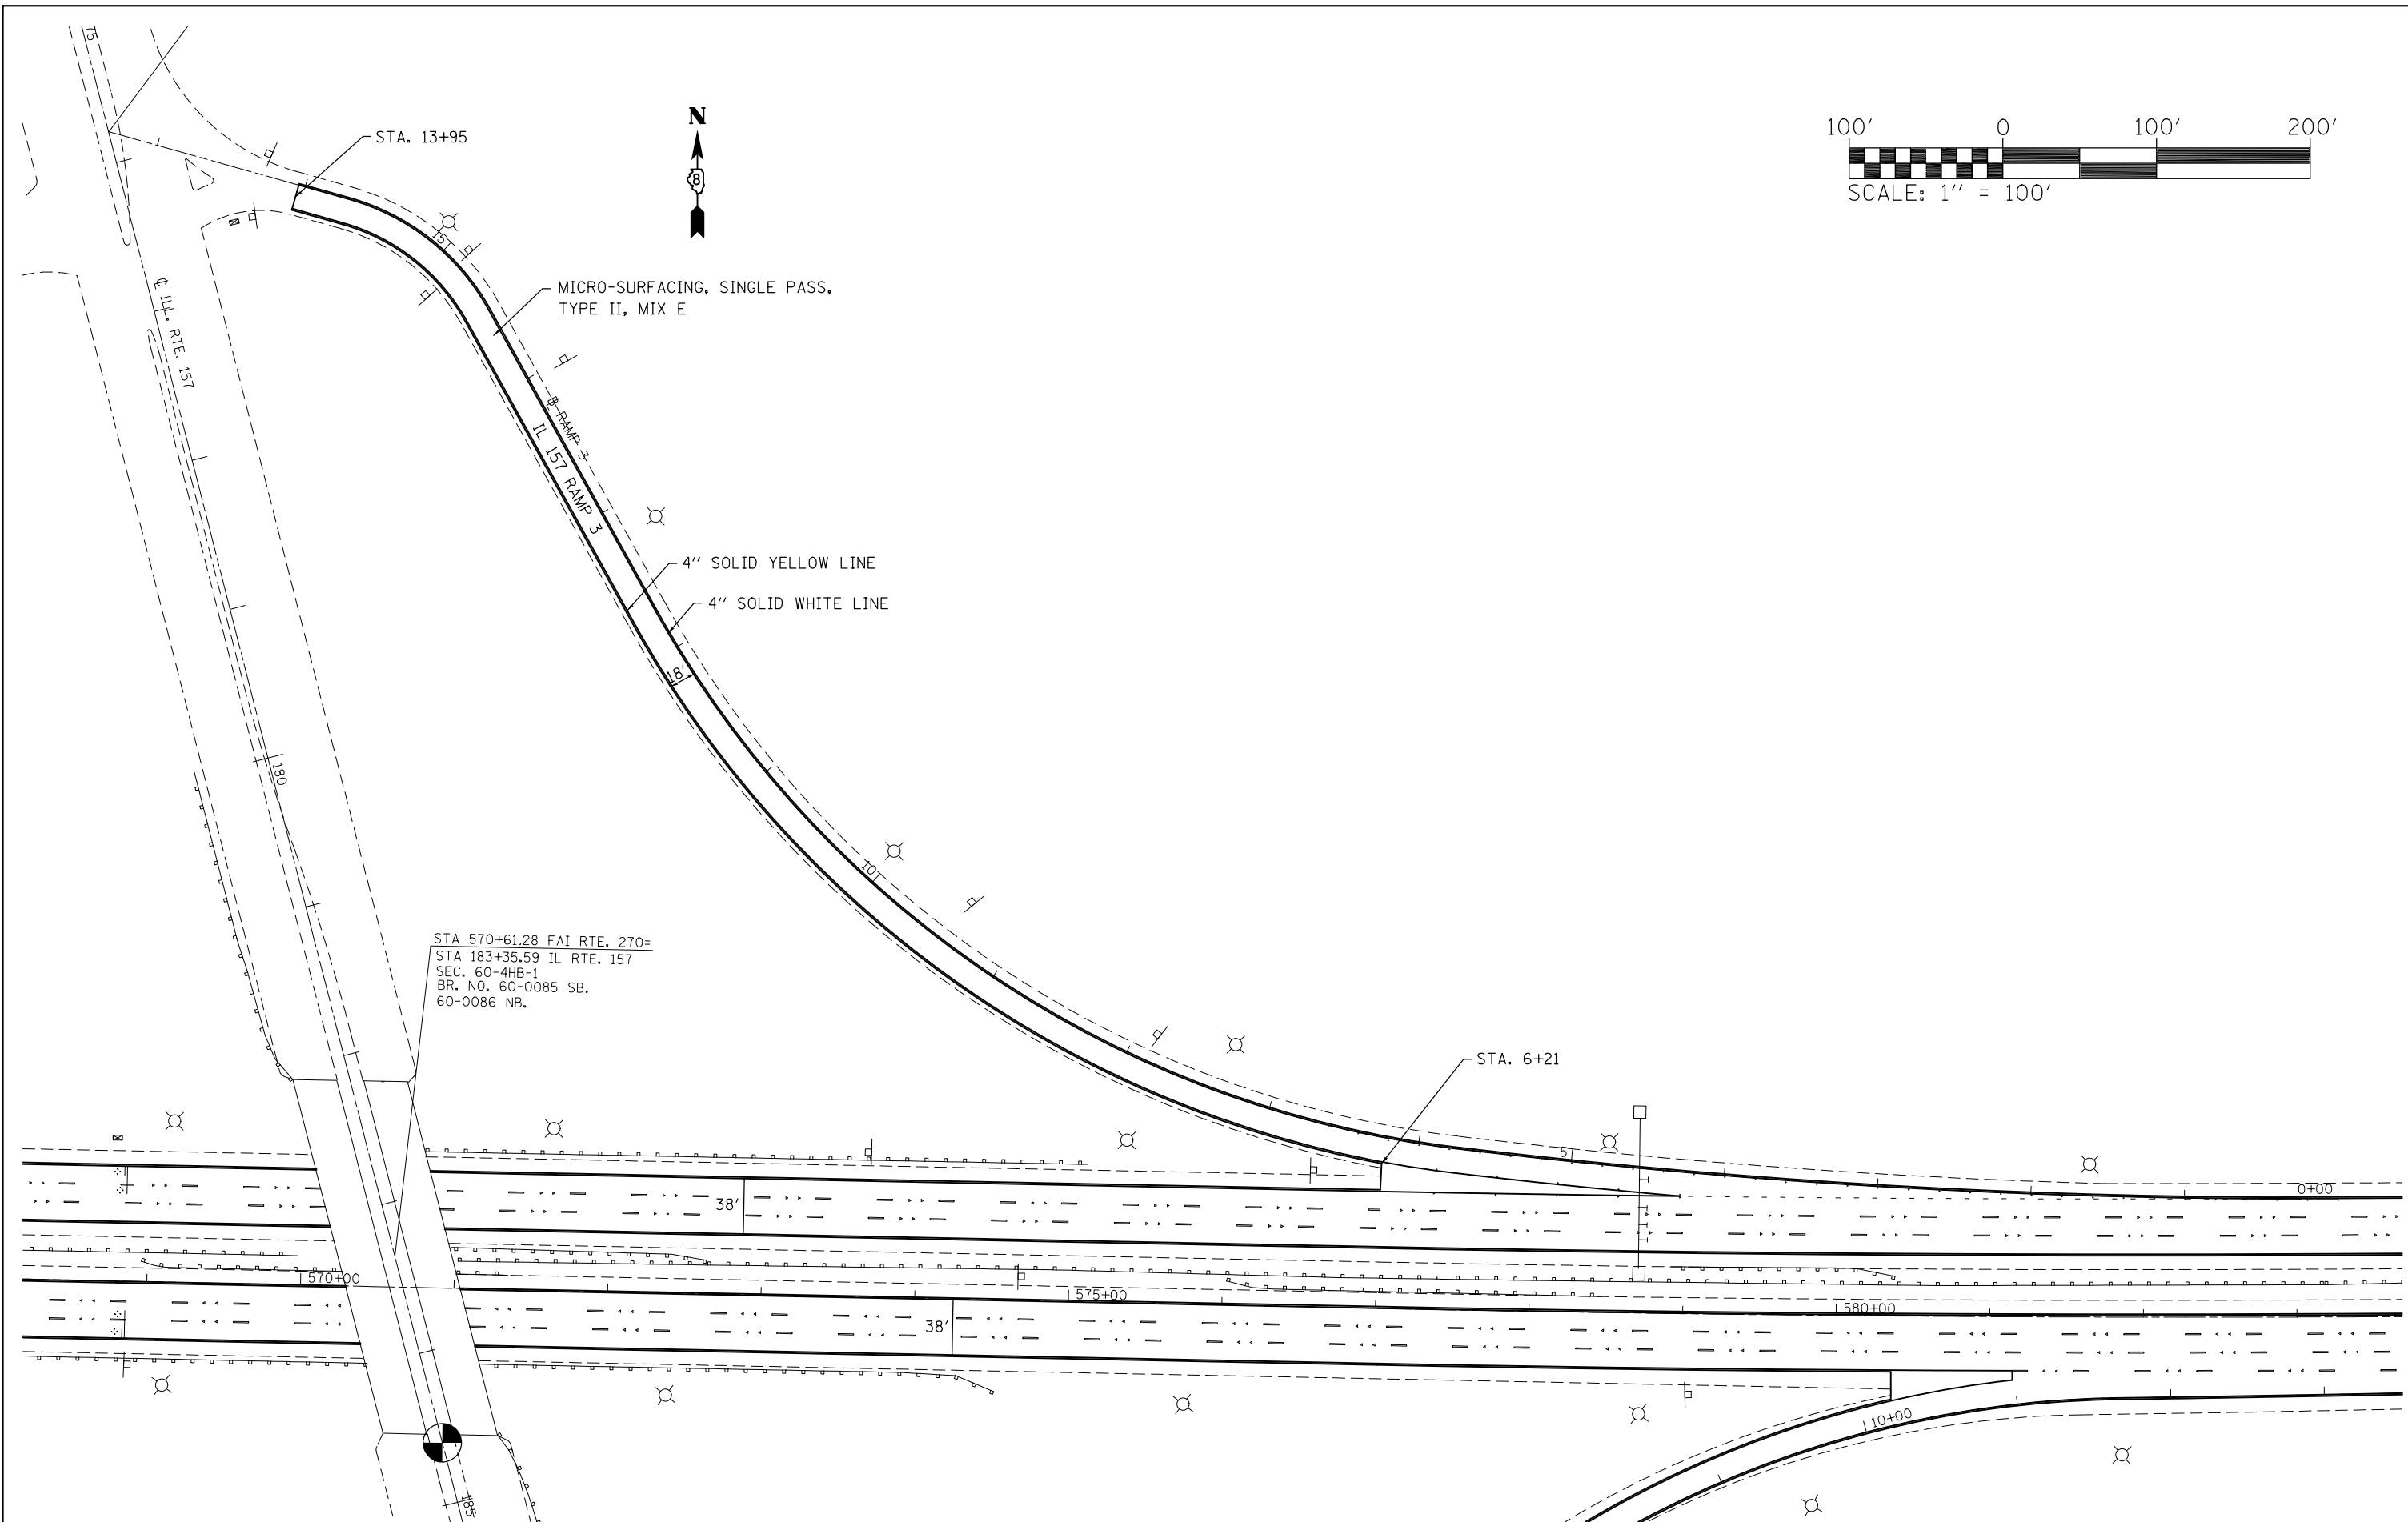 75
STA. 13+95
N
8
100' 0 100' 200'
SCALE: 1'' = 100'
15
MICRO-SURFACING, SINGLE PASS,
TYPE II, MIX E
℄ ILL. RTE. 157
℄ RAMP 3
IL 157 RAMP 3
4'' SOLID YELLOW LINE
4'' SOLID WHITE LINE
18'
180
10
STA 570+61.28 FAI RTE. 270=
STA 183+35.59 IL RTE. 157
SEC. 60-4HB-1
BR. NO. 60-0085 SB.
60-0086 NB.
STA. 6+21
5
0+00
38'
570+00
575+00
580+00
38'
10+00
185